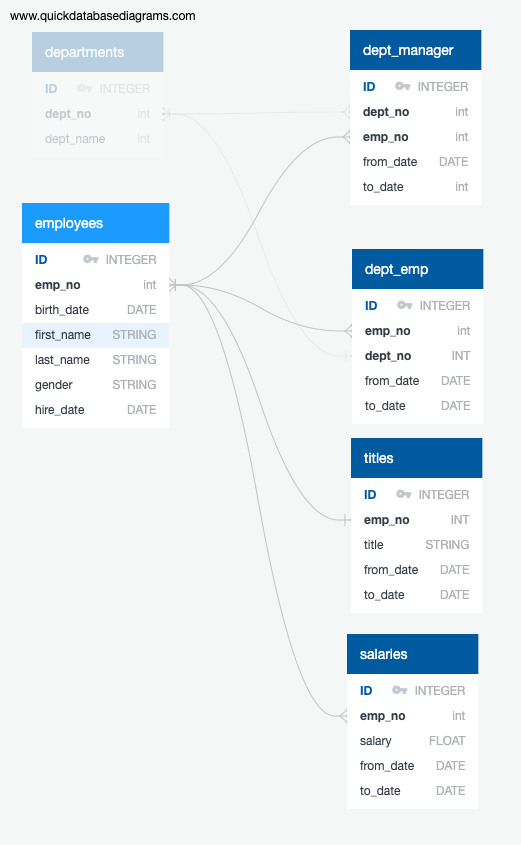 www.quickdatabasediagrams.com
departments
ID INTEGER
dept_no int
dept_name int
employees
ID INTEGER
emp_no int
birth_date DATE
first_name STRING
last_name STRING
gender STRING
hire_date DATE
dept_manager
ID INTEGER
dept_no int
emp_no int
from_date DATE
to_date int
dept_emp
ID INTEGER
emp_no int
dept_no INT
from_date DATE
to_date DATE
titles
ID INTEGER
emp_no INT
title STRING
from_date DATE
to_date DATE
salaries
ID INTEGER
emp_no int
salary FLOAT
from_date DATE
to_date DATE